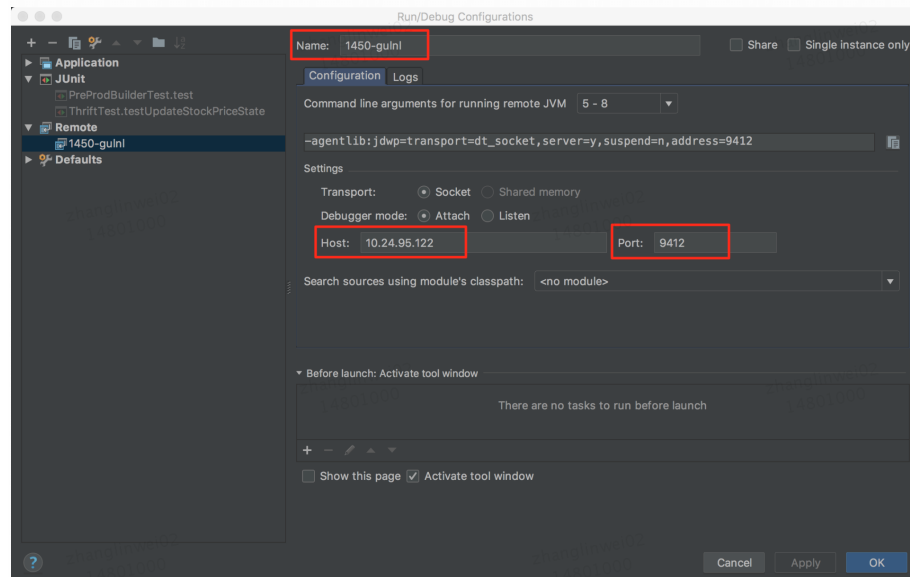 Run/Debug Configurations
Application
JUnit
PreProdBuilderTest.test
ThriftTest.testUpdateStockPriceState
Remote
1450-gulnl
Defaults
Name: 1450-gulnl
Share
Single instance only
Configuration Logs
Command line arguments for running remote JVM 5 - 8
-agentlib:jdwp=transport=dt_socket,server=y,suspend=n,address=9412
Settings
Transport: Socket Shared memory
Debugger mode: Attach Listen
Host: 10.24.95.122 Port: 9412
Search sources using module's classpath: <no module>
Before launch: Activate tool window
There are no tasks to run before launch
Show this page Activate tool window
? Cancel Apply OK